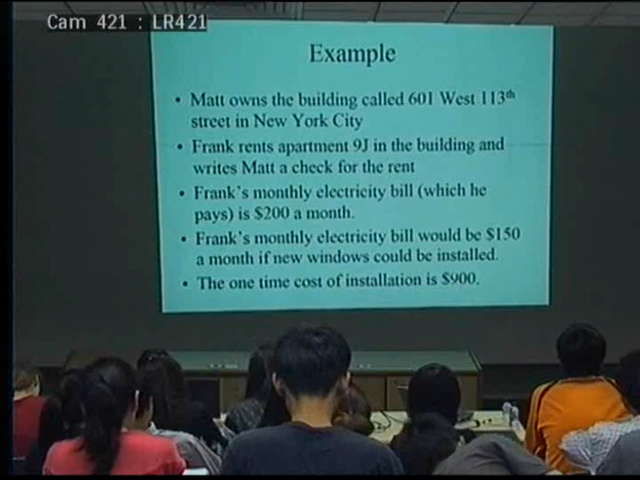 Cam 421 : LR421
Example
• Matt owns the building called 601 West 113th
street in New York City
• Frank rents apartment 9J in the building and
writes Matt a check for the rent
• Frank's monthly electricity bill (which he
pays) is $200 a month.
• Frank's monthly electricity bill would be $150
a month if new windows could be installed.
• The one time cost of installation is $900.